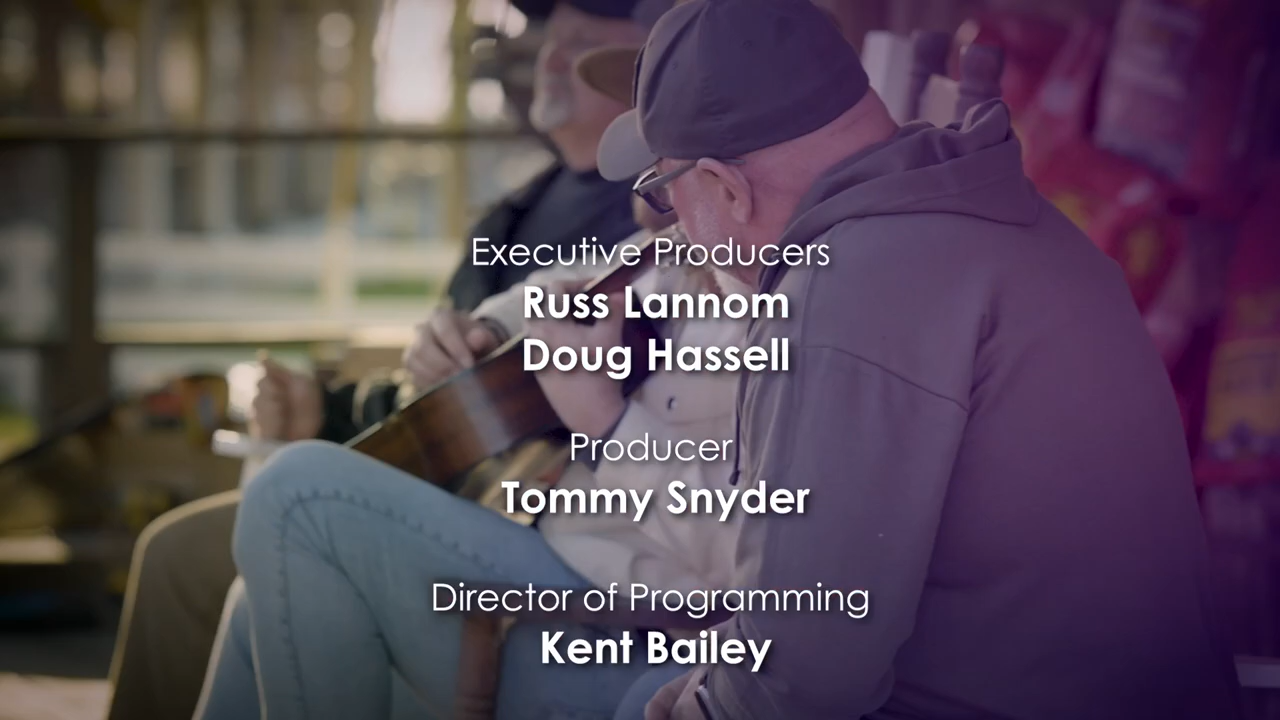 Executive Producers
Russ Lannom
Doug Hassell
Producer
Tommy Snyder
Director of Programming
Kent Bailey